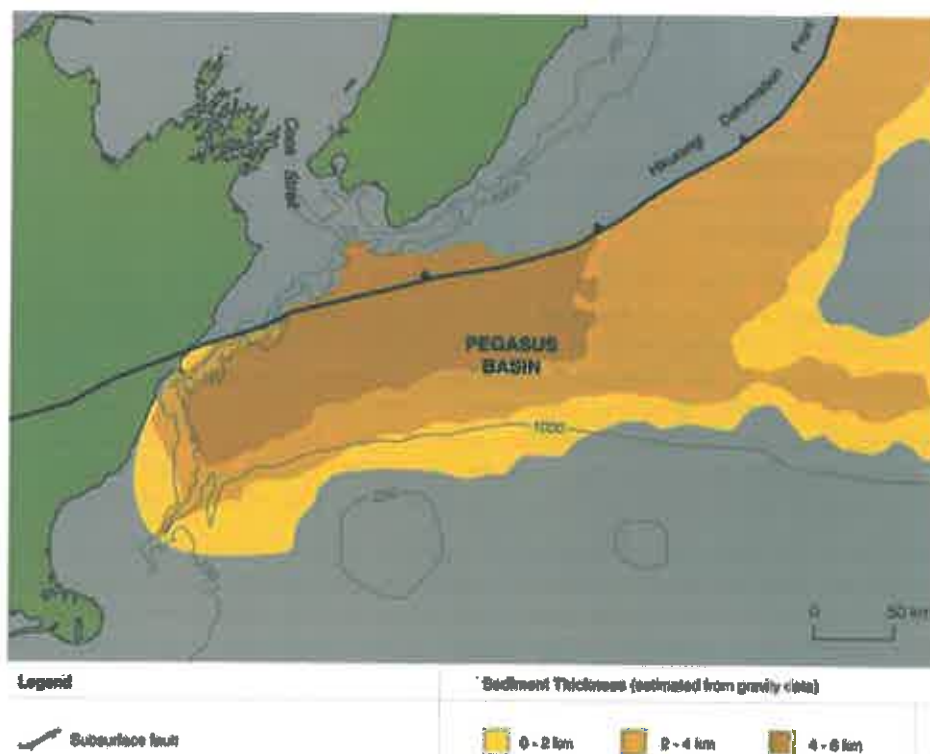 Cook Strait
Hikurangi Deformation Front
PEGASUS
BASIN
1000
0 50 km
Legend
Sediment Thickness (estimated from gravity data)
Subsurface fault
0 - 2 km
2 - 4 km
4 - 6 km